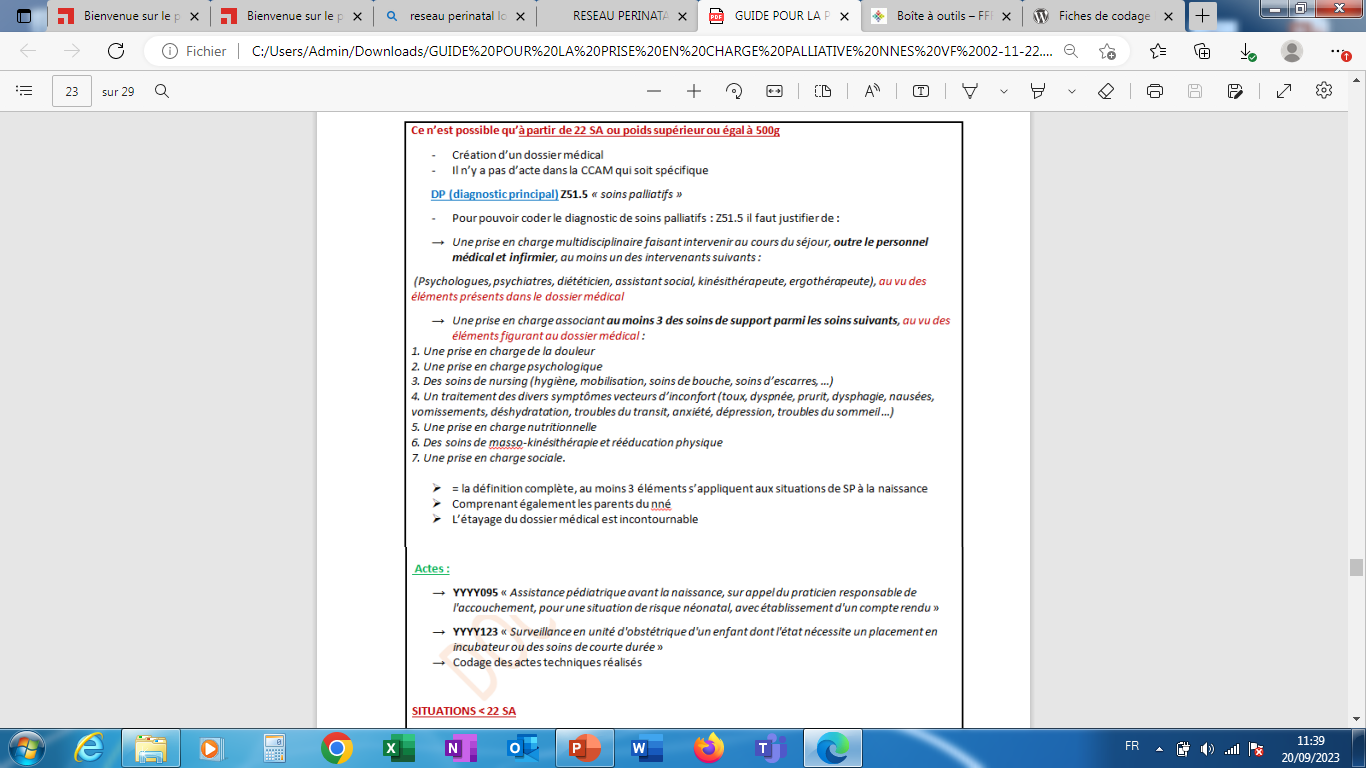 Bienvenue sur le p
Bienvenue sur le p
reseau perinatal lo
RESEAU PERINATA
GUIDE POUR LA P
Boîte à outils – FFI
Fiches de codage
Fichier
C:/Users/Admin/Downloads/GUIDE%20POUR%20LA%20PRISE%20EN%20CHARGE%20PALLIATIVE%20NNES%20VF%2002-11-22....
23 sur 29
Ce n’est possible qu’à partir de 22 SA ou poids supérieur ou égal à 500g
- Création d’un dossier médical
- Il n’y a pas d’acte dans la CCAM qui soit spécifique
DP (diagnostic principal) Z51.5 « soins palliatifs »
- Pour pouvoir coder le diagnostic de soins palliatifs : Z51.5 il faut justifier de :
→ Une prise en charge multidisciplinaire faisant intervenir au cours du séjour, outre le personnel
médical et infirmier, au moins un des intervenants suivants :
(Psychologues, psychiatres, diététicien, assistant social, kinésithérapeute, ergothérapeute), au vu des
éléments présents dans le dossier médical
→ Une prise en charge associant au moins 3 des soins de support parmi les soins suivants, au vu des
éléments figurant au dossier médical :
1. Une prise en charge de la douleur
2. Une prise en charge psychologique
3. Des soins de nursing (hygiène, mobilisation, soins de bouche, soins d’escarres, ...)
4. Un traitement des divers symptômes vecteurs d’inconfort (toux, dyspnée, prurit, dysphagie, nausées,
vomissements, déshydratation, troubles du transit, anxiété, dépression, troubles du sommeil ...)
5. Une prise en charge nutritionnelle
6. Des soins de masso-kinésithérapie et rééducation physique
7. Une prise en charge sociale.
➢ = la définition complète, au moins 3 éléments s’appliquent aux situations de SP à la naissance
➢ Comprenant également les parents du nné
➢ L’étayage du dossier médical est incontournable
Actes :
→ YYYY095 « Assistance pédiatrique avant la naissance, sur appel du praticien responsable de
l'accouchement, pour une situation de risque néonatal, avec établissement d'un compte rendu »
→ YYYY123 « Surveillance en unité d'obstétrique d'un enfant dont l'état nécessite un placement en
incubateur ou des soins de courte durée »
→ Codage des actes techniques réalisés
SITUATIONS < 22 SA
FR
11:39
20/09/2023